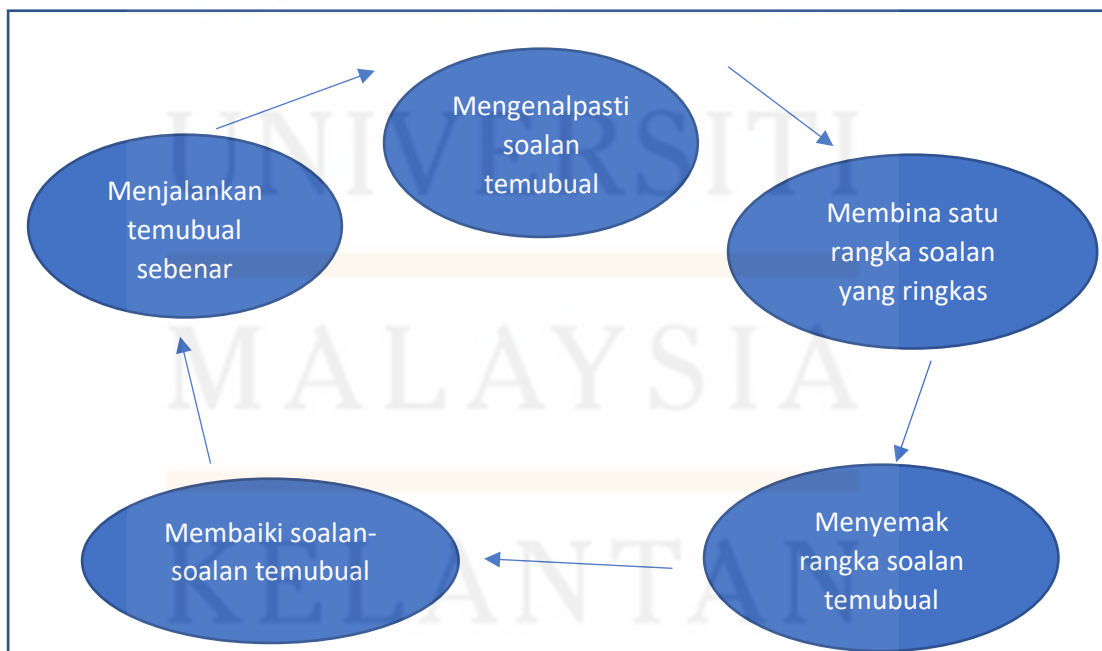 Mengenalpasti
soalan
temubual
Membina satu
rangka soalan
yang ringkas
Menyemak
rangka soalan
temubual
Membaiki soalan-
soalan temubual
Menjalankan
temubual
sebenar
UNIVERSITI
MALAYSIA
KELANTAN